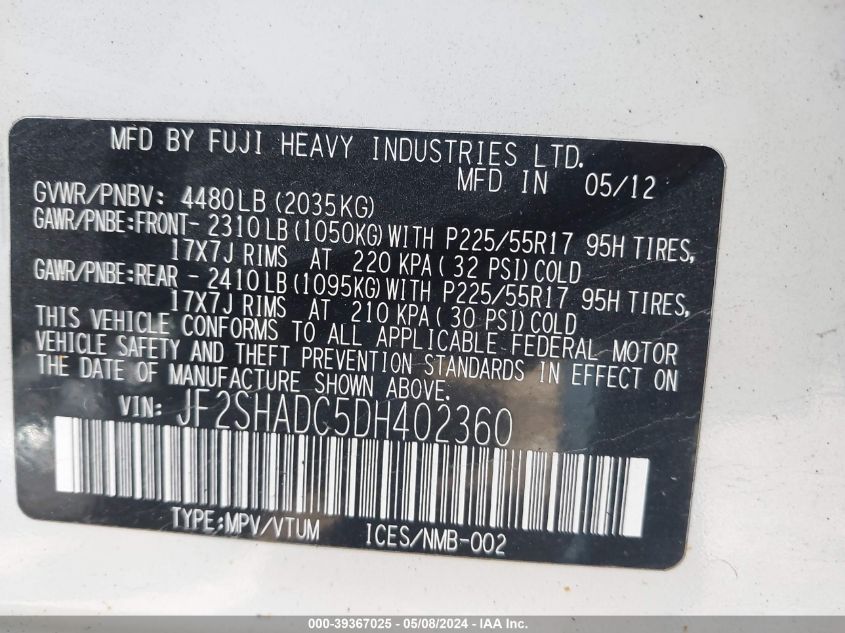 MFD BY FUJI HEAVY INDUSTRIES LTD.
MFD IN 05/12
GVWR/PNBV: 4480LB(2035KG)
GAWR/PNBE:FRONT- 2310LB(1050KG)WITH P225/55R17 95H TIRES,
17X7J RIMS AT 220 KPA(32 PSI)COLD
GAWR/PNBE:REAR - 2410LB(1095KG)WITH P225/55R17 95H TIRES,
17X7J RIMS AT 210 KPA(30 PSI)COLD
THIS VEHICLE CONFORMS TO ALL APPLICABLE FEDERAL MOTOR
VEHICLE SAFETY AND THEFT PREVENTION STANDARDS IN EFFECT ON
THE DATE OF MANUFACTURE SHOWN ABOVE.
VIN: JF2SHADC5DH402360
TYPE:MPV/VTUM ICES/NMB-002
000-39367025 - 05/08/2024 - IAA Inc.